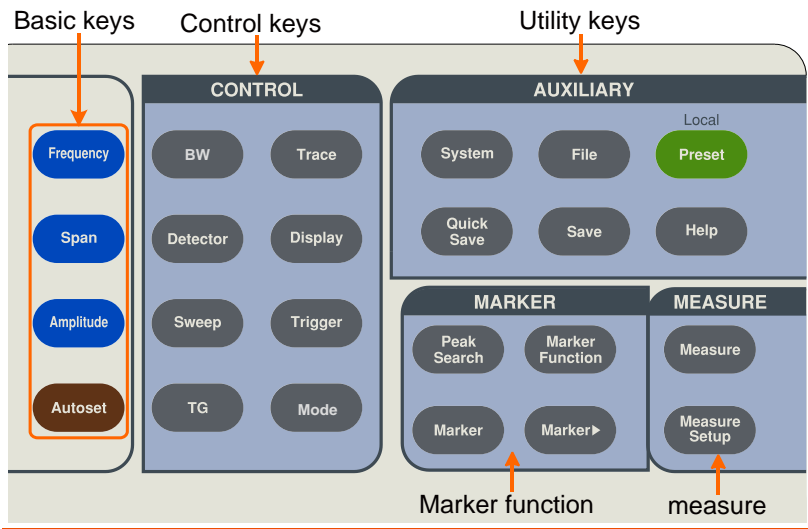 Basic keys
Control keys
Utility keys
CONTROL
AUXILIARY
Local
Frequency
BW
Trace
System
File
Preset
Span
Detector
Display
Quick
Save
Save
Help
MARKER
MEASURE
Amplitude
Sweep
Trigger
Peak
Search
Marker
Function
Measure
Autoset
TG
Mode
Marker
Marker▶
Measure
Setup
Marker function
measure